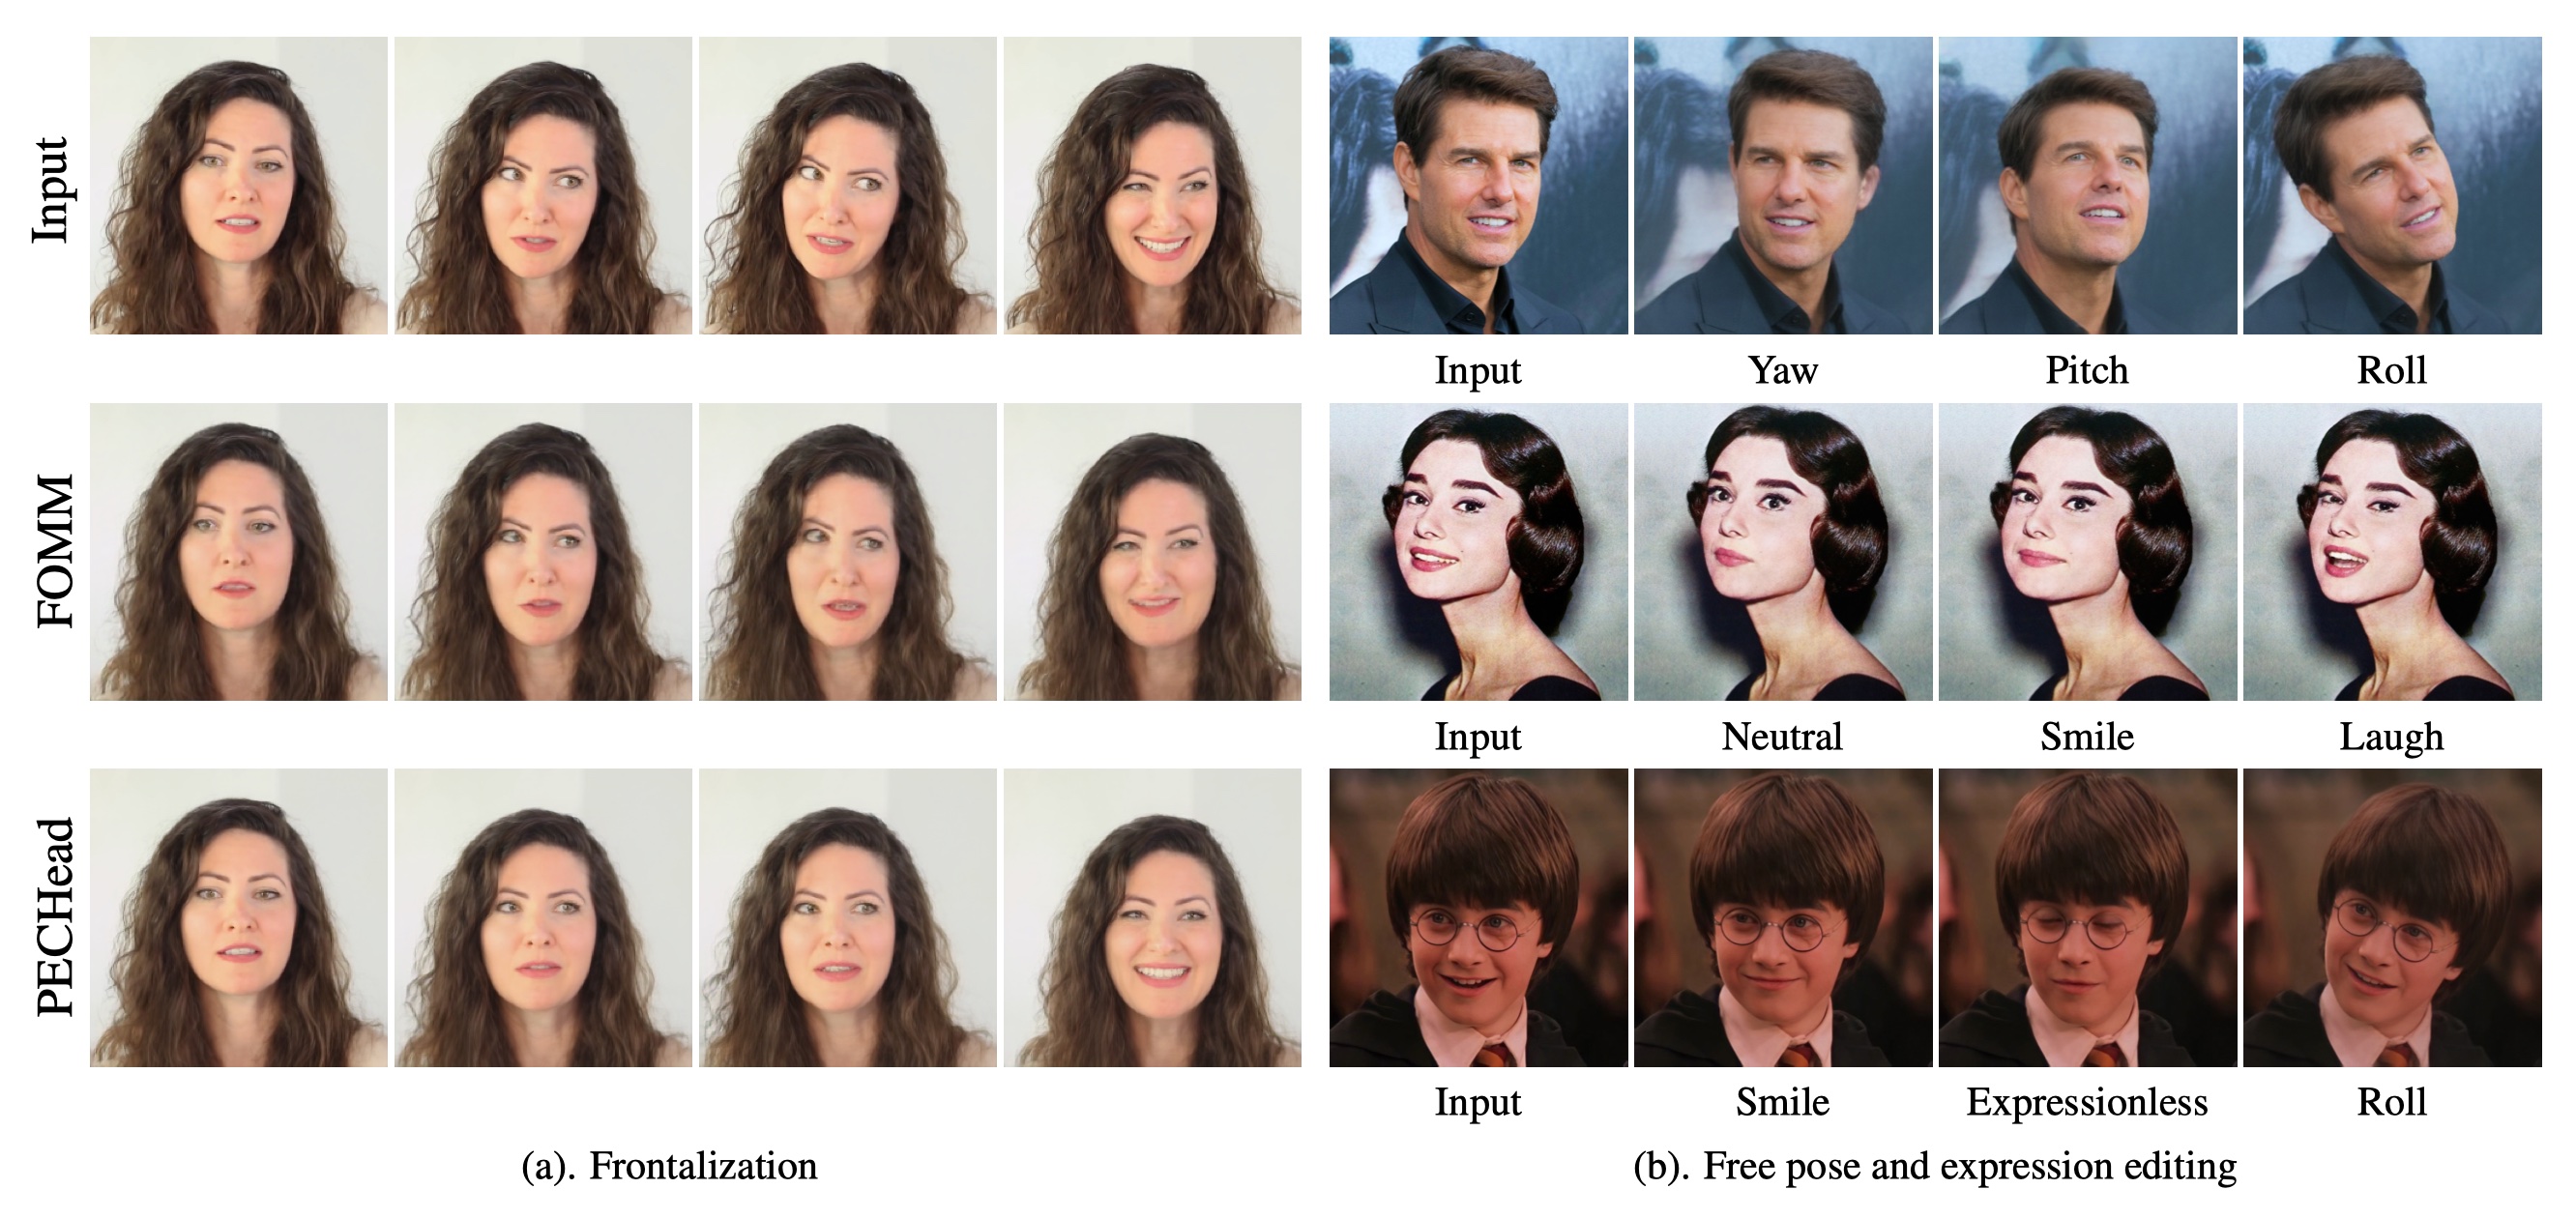 Input
FOMM
PECHead
(a). Frontalization
Input Yaw Pitch Roll
Input Neutral Smile Laugh
Input Smile Expressionless Roll
(b). Free pose and expression editing